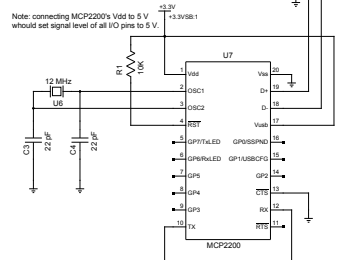 Note: connecting MCP2200's Vdd to 5 V
whould set signal level of all I/O pins to 5 V.
+3.3V
+3.3VSB:1
R1
10K
12 MHz
U6
C3
22 pF
C4
22 pF
U7
1 Vdd
2 OSC1
3 OSC2
4 RST
5 GP7/TxLED
6 GP6/RxLED
7 GP5
8 GP4
9 GP3
10 TX
Vss 20
D+ 19
D- 18
Vusb 17
GP0/SSPND 16
GP1/USBCFG 15
GP2 14
CTS 13
RX 12
RTS 11
MCP2200